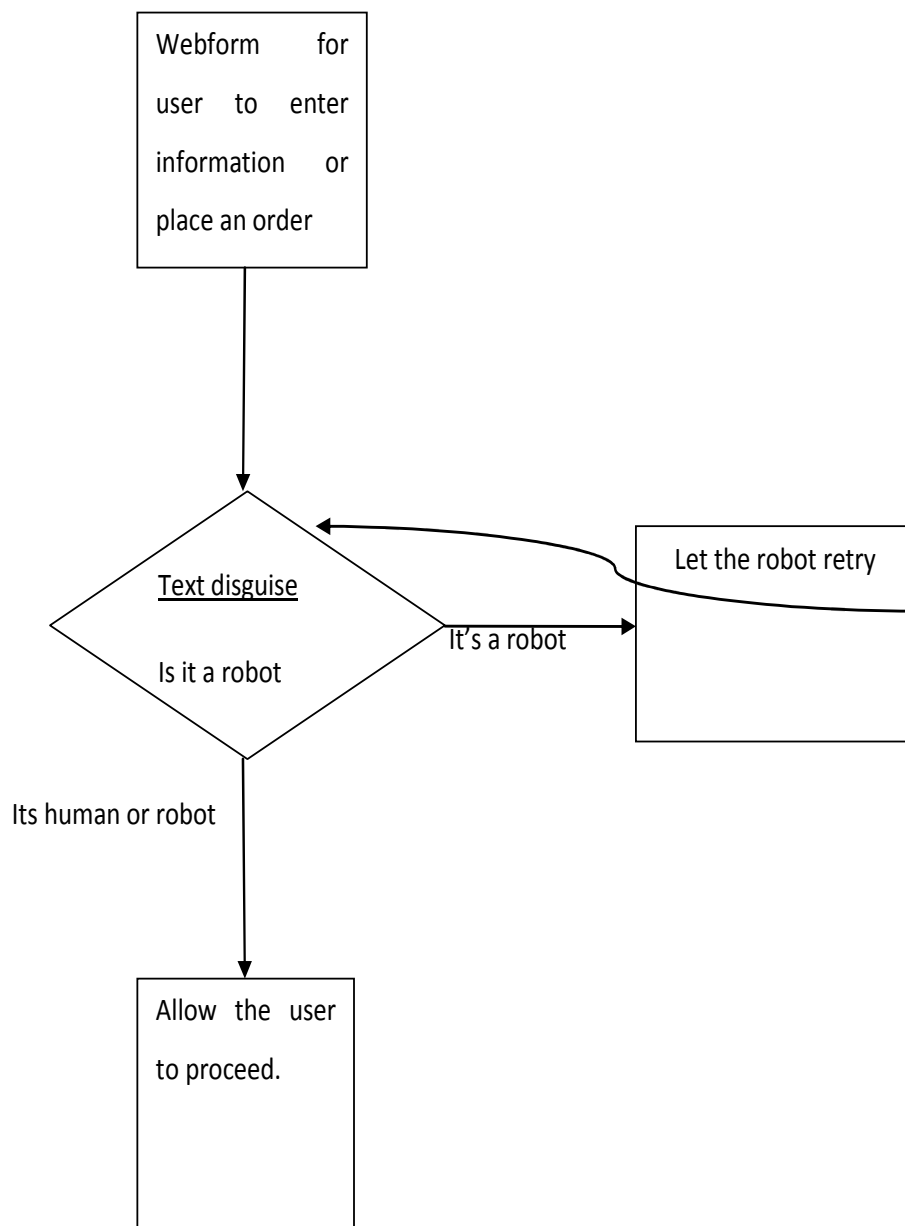 Webform for
user to enter
information or
place an order
Text disguise
Is it a robot
Let the robot retry
It's a robot
Its human or robot
Allow the user
to proceed.